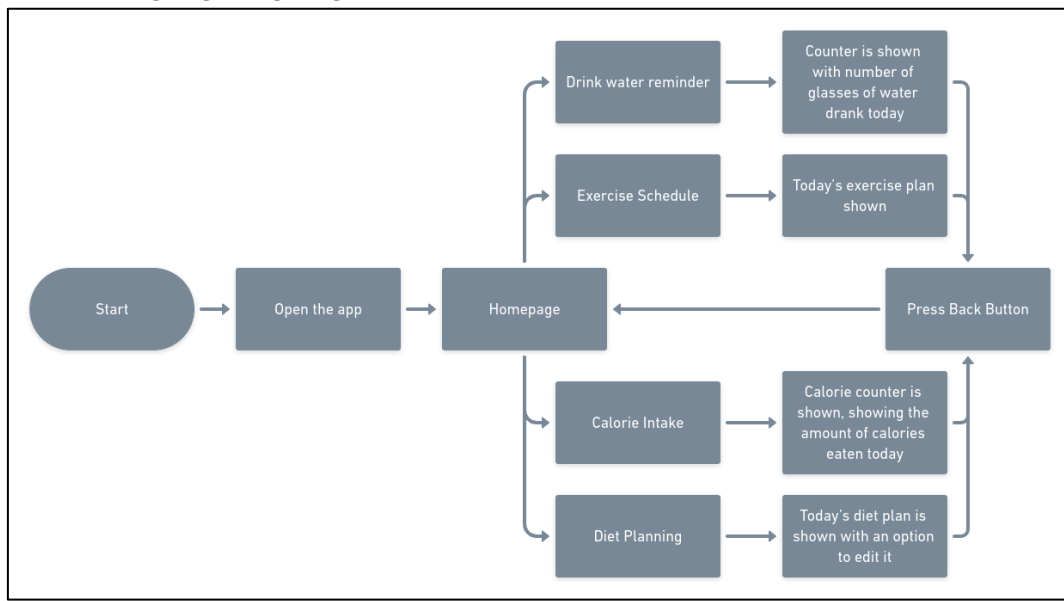 Drink water reminder
Counter is shown
with number of
glasses of water
drank today
Exercise Schedule
Today's exercise plan
shown
Start
Open the app
Homepage
Press Back Button
Calorie Intake
Calorie counter is
shown, showing the
amount of calories
eaten today
Diet Planning
Today's diet plan is
shown with an option
to edit it